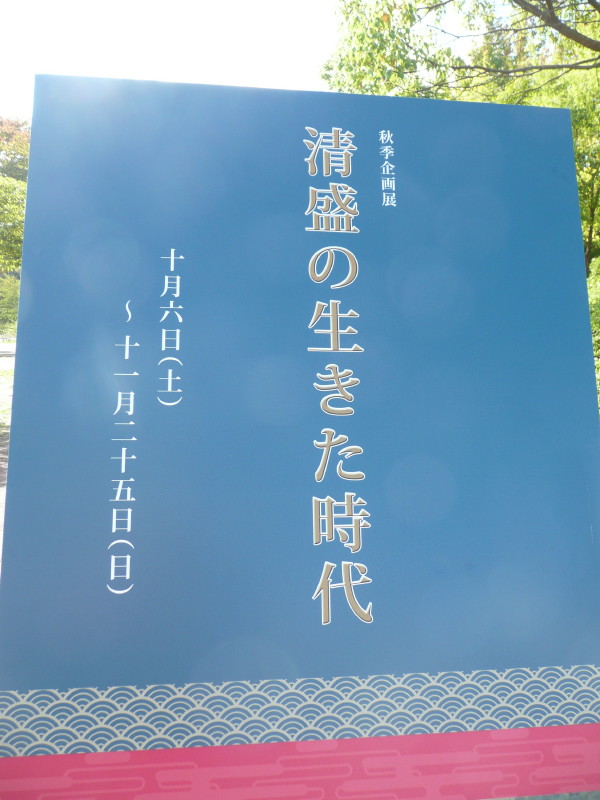 秋季企画展
清盛の生きた時代
十月六日（土）
～十一月二十五日（日）